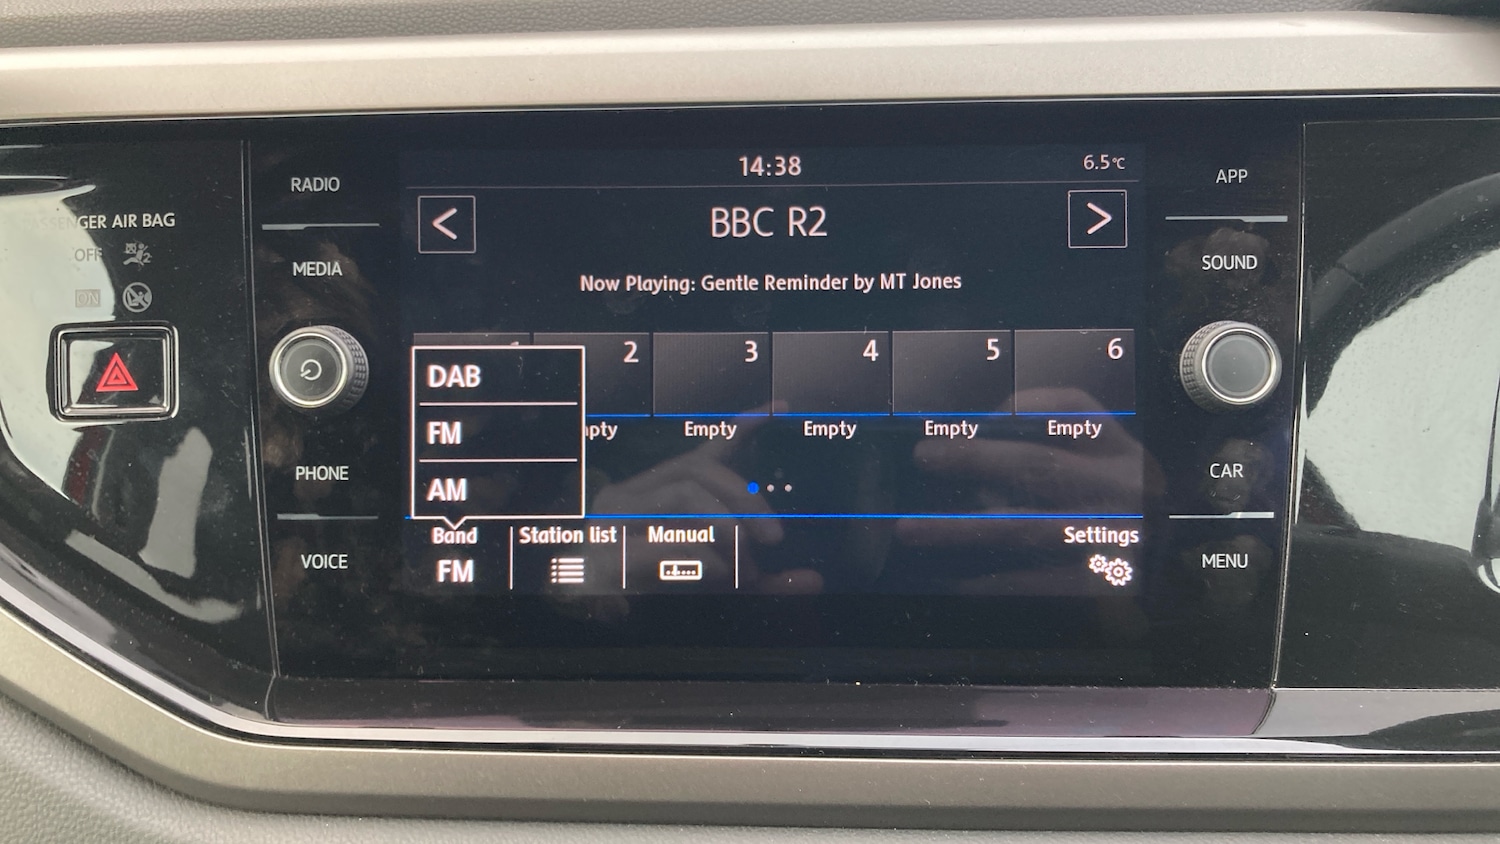 14:38
6.5°C
RADIO
APP
PASSENGER AIR BAG
OFF
ON
BBC R2
MEDIA
SOUND
Now Playing: Gentle Reminder by MT Jones
1
2
3
4
5
6
DAB
FM
AM
Empty
Empty
Empty
Empty
PHONE
CAR
Band
Station list
Manual
Settings
FM
VOICE
MENU